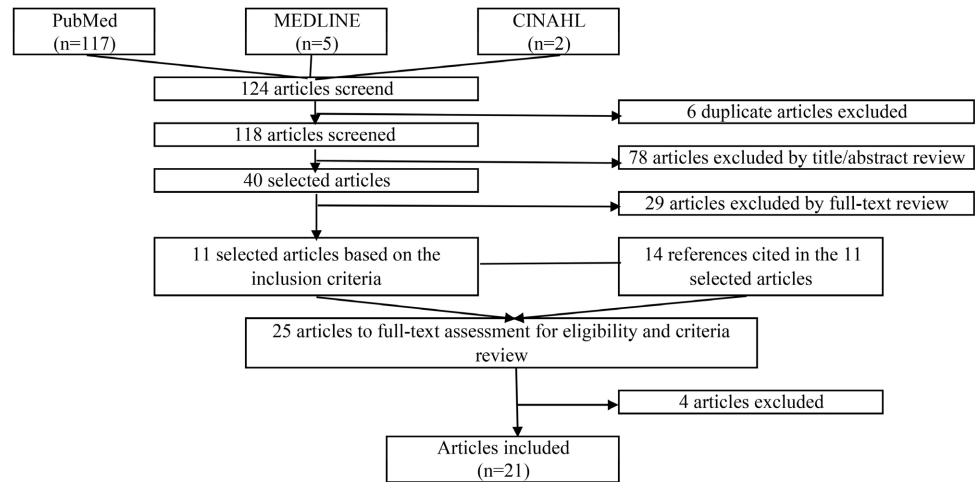 PubMed
(n=117)
MEDLINE
(n=5)
CINAHL
(n=2)
124 articles screend
6 duplicate articles excluded
118 articles screened
78 articles excluded by title/abstract review
40 selected articles
29 articles excluded by full-text review
11 selected articles based on the
inclusion criteria
14 references cited in the 11
selected articles
25 articles to full-text assessment for eligibility and criteria
review
4 articles excluded
Articles included
(n=21)